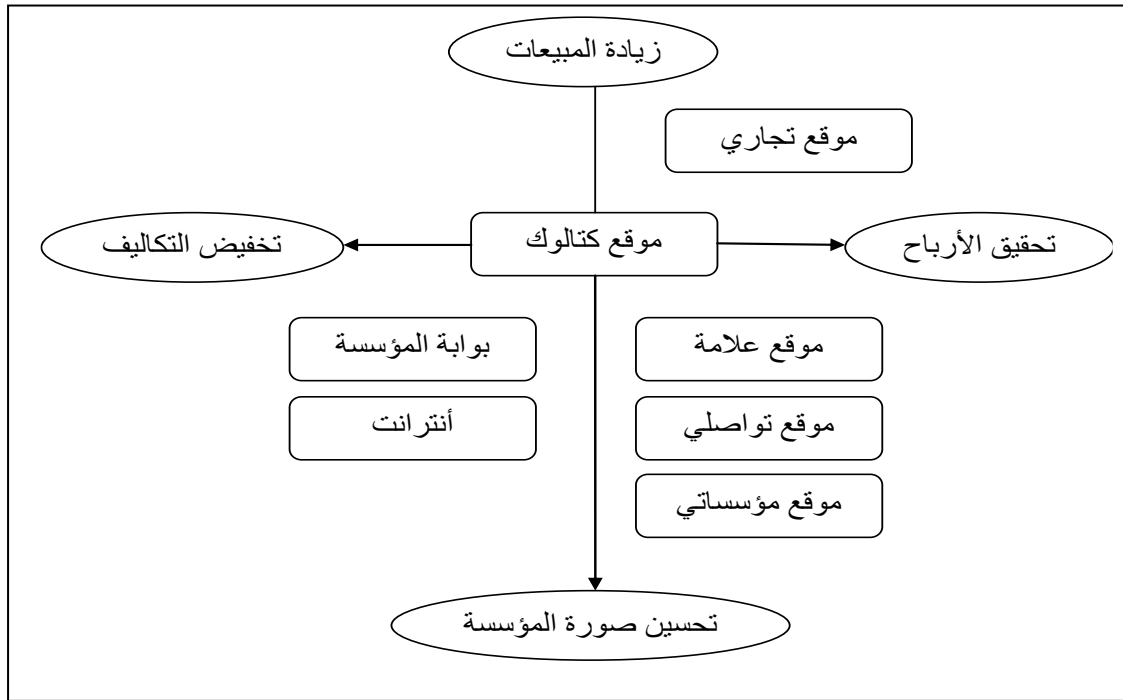 زيادة المبيعات
موقع تجاري
تحقيق الأرباح
موقع كتالوك
تخفيض التكاليف
موقع علامة
بوابة المؤسسة
موقع تواصلي
أنترانت
موقع مؤسساتي
تحسين صورة المؤسسة